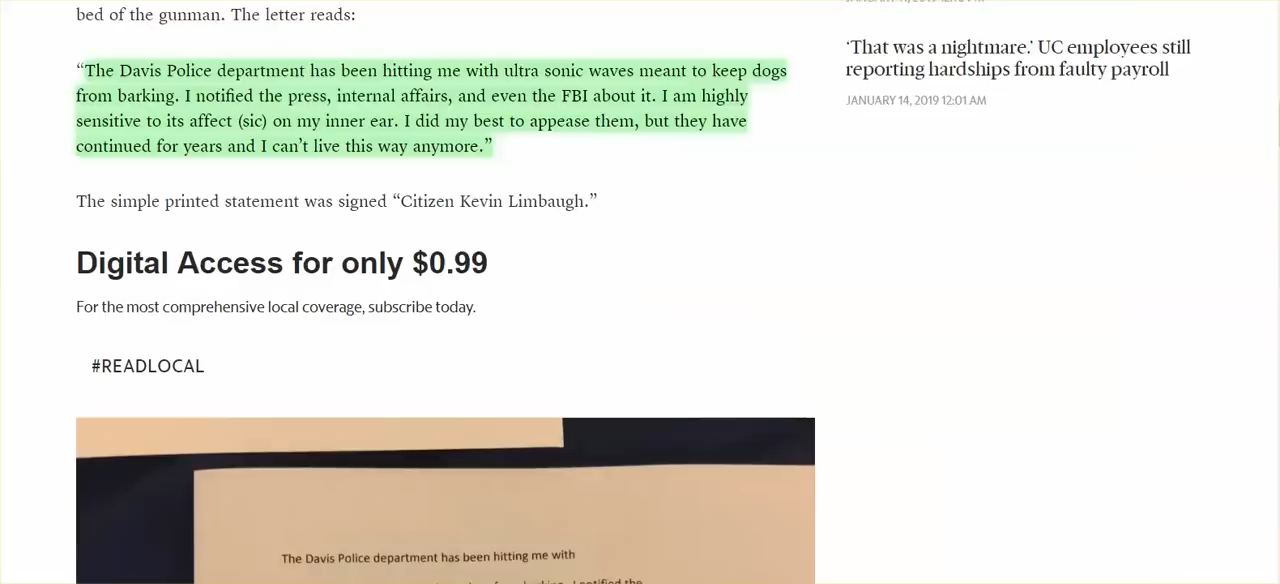 bed of the gunman. The letter reads:
“The Davis Police department has been hitting me with ultra sonic waves meant to keep dogs
from barking. I notified the press, internal affairs, and even the FBI about it. I am highly
sensitive to its affect (sic) on my inner ear. I did my best to appease them, but they have
continued for years and I can’t live this way anymore.”
The simple printed statement was signed “Citizen Kevin Limbaugh.”
Digital Access for only $0.99
For the most comprehensive local coverage, subscribe today.
#READLOCAL
The Davis Police department has been hitting me with
I notified the
‘That was a nightmare.’ UC employees still
reporting hardships from faulty payroll
JANUARY 14, 2019 12:01 AM